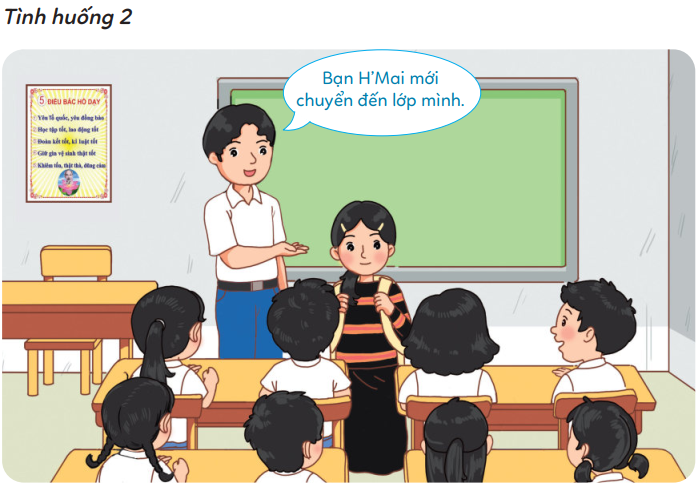 Tình huống 2
Bạn H'Mai mới
chuyển đến lớp mình.
5 ĐIỀU BÁC HỒ DẠY
Yêu tổ quốc, yêu đồng bào
Học tập tốt, lao động tốt
Đoàn kết tốt, kỉ luật tốt
Giữ gìn vệ sinh thật tốt
Khiêm tốn, thật thà, dũng cảm